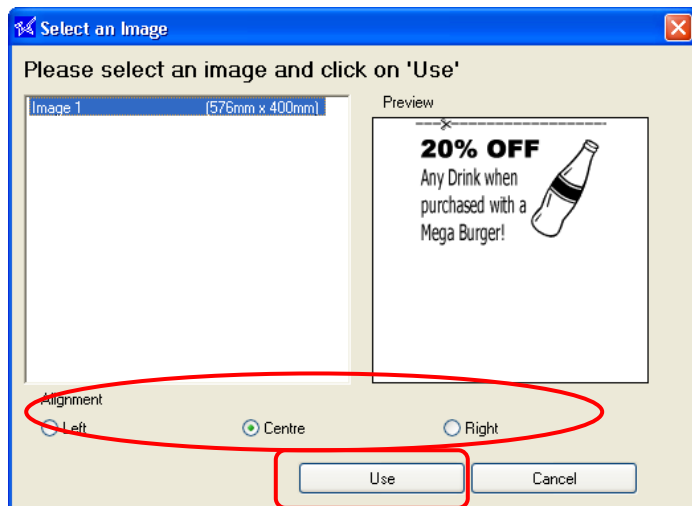 Select an Image
Please select an image and click on 'Use'
Image 1 (576mm x 400mm)
Preview
20% OFF
Any Drink when
purchased with a
Mega Burger!
Alignment
Left Centre Right
Use Cancel